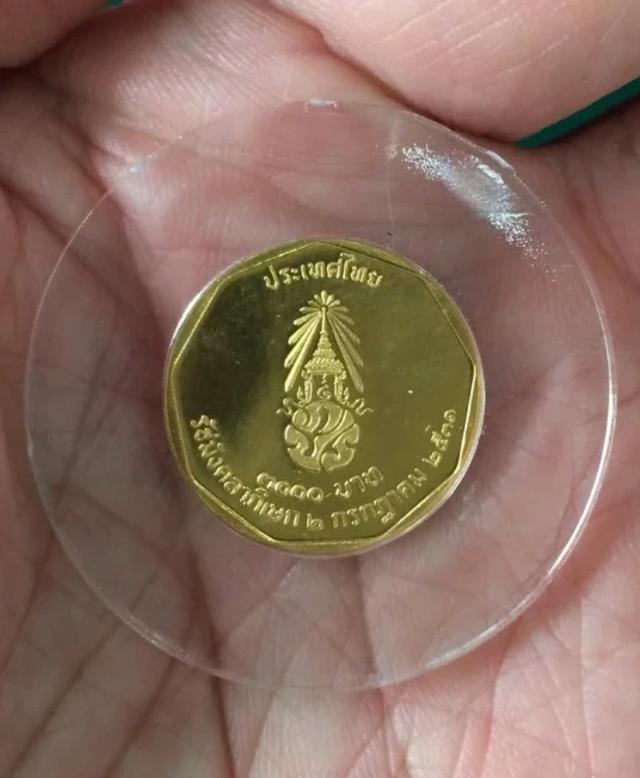 ประเทศไทย
๓๐๐๐ บาท
รัชมังคลาภิเษก ๒ กรกฎาคม ๒๕๓๑